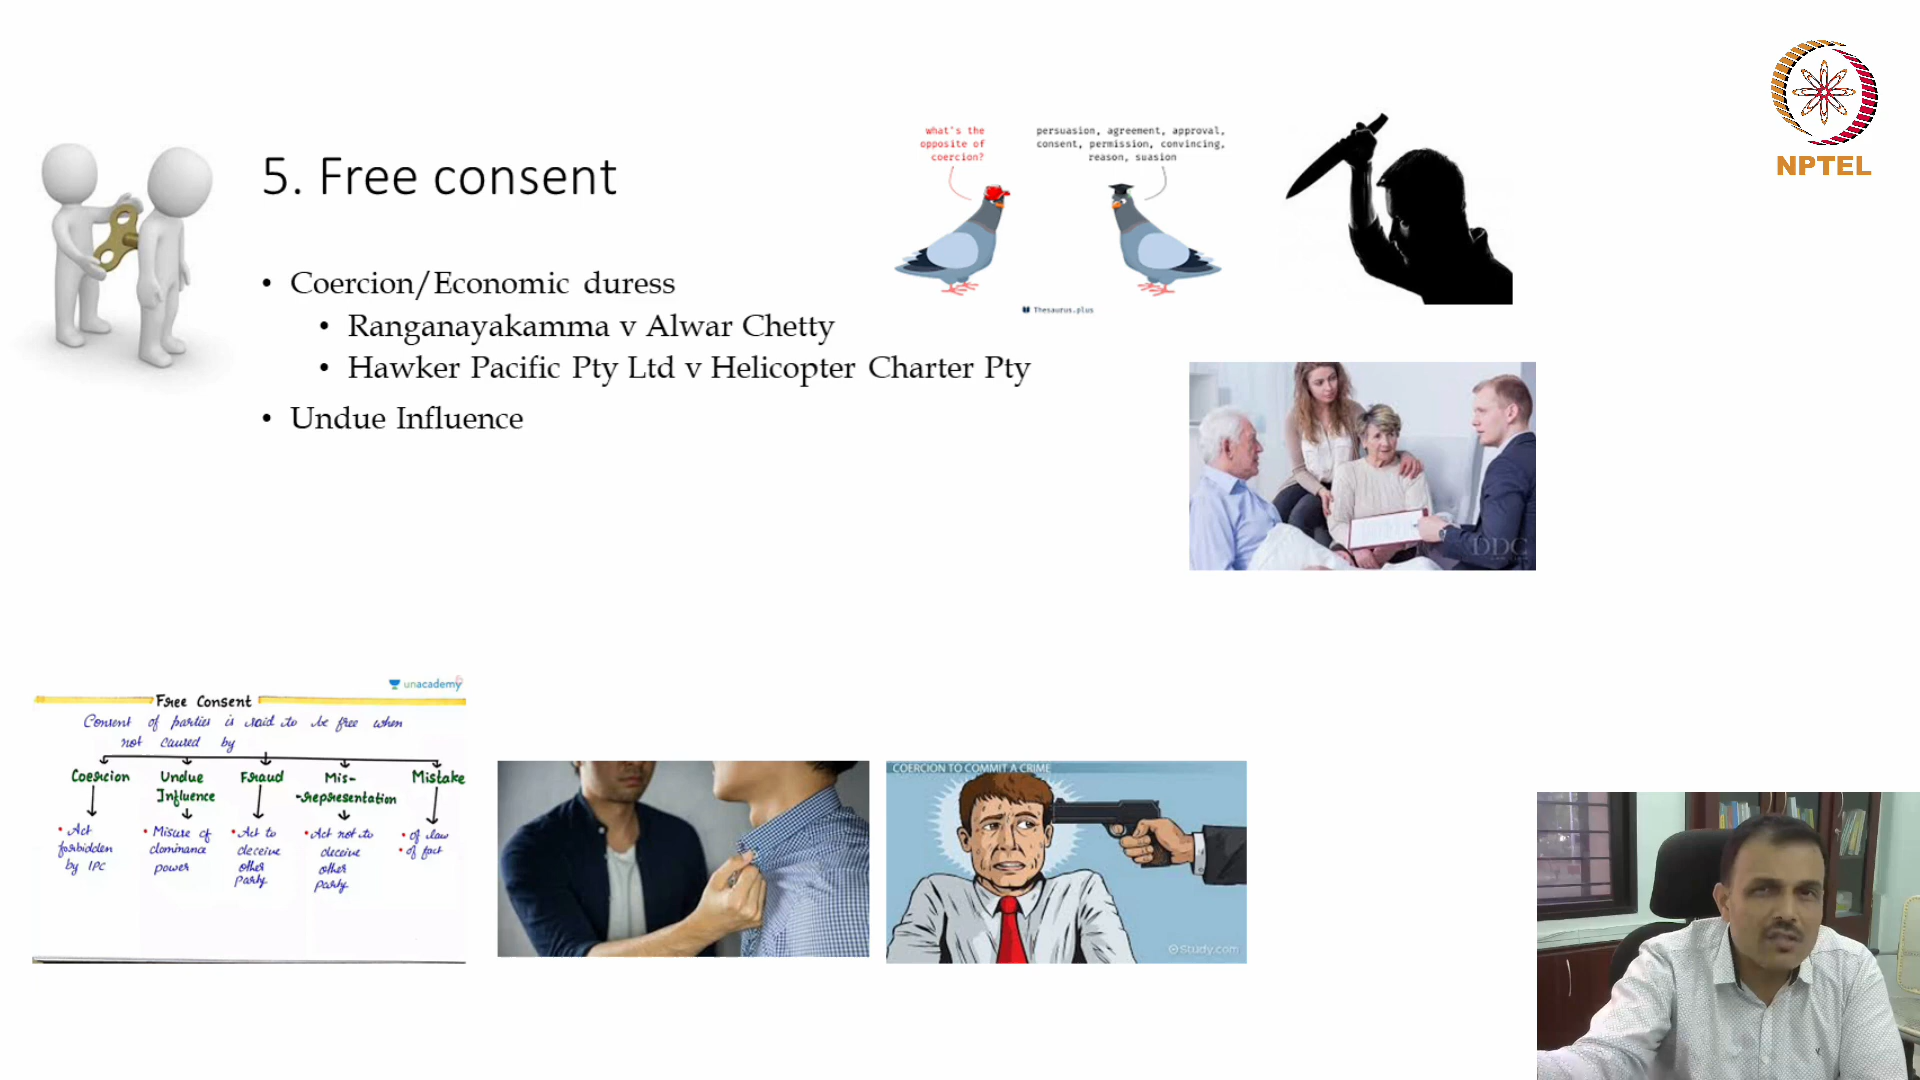 NPTEL
5. Free consent
what's the
opposite of
coercion?
persuasion, agreement, approval,
consent, permission, convincing,
reason, suasion
Thesaurus.plus
• Coercion/Economic duress
• Ranganayakamma v Alwar Chetty
• Hawker Pacific Pty Ltd v Helicopter Charter Pty
• Undue Influence
DDC
unacademy
Free Consent
Consent of parties is said to be free when
not caused by
Coercion
• Act
forbidden
by IPC
Undue
Influence
• Misuse of
dominance
power
Fraud
• Act to
deceive
other
Party.
Mis-
-representation
• Act not to
deceive
other
party.
Mistake
• of law
• of fact
COERCION TO COMMIT A CRIME
Study.com